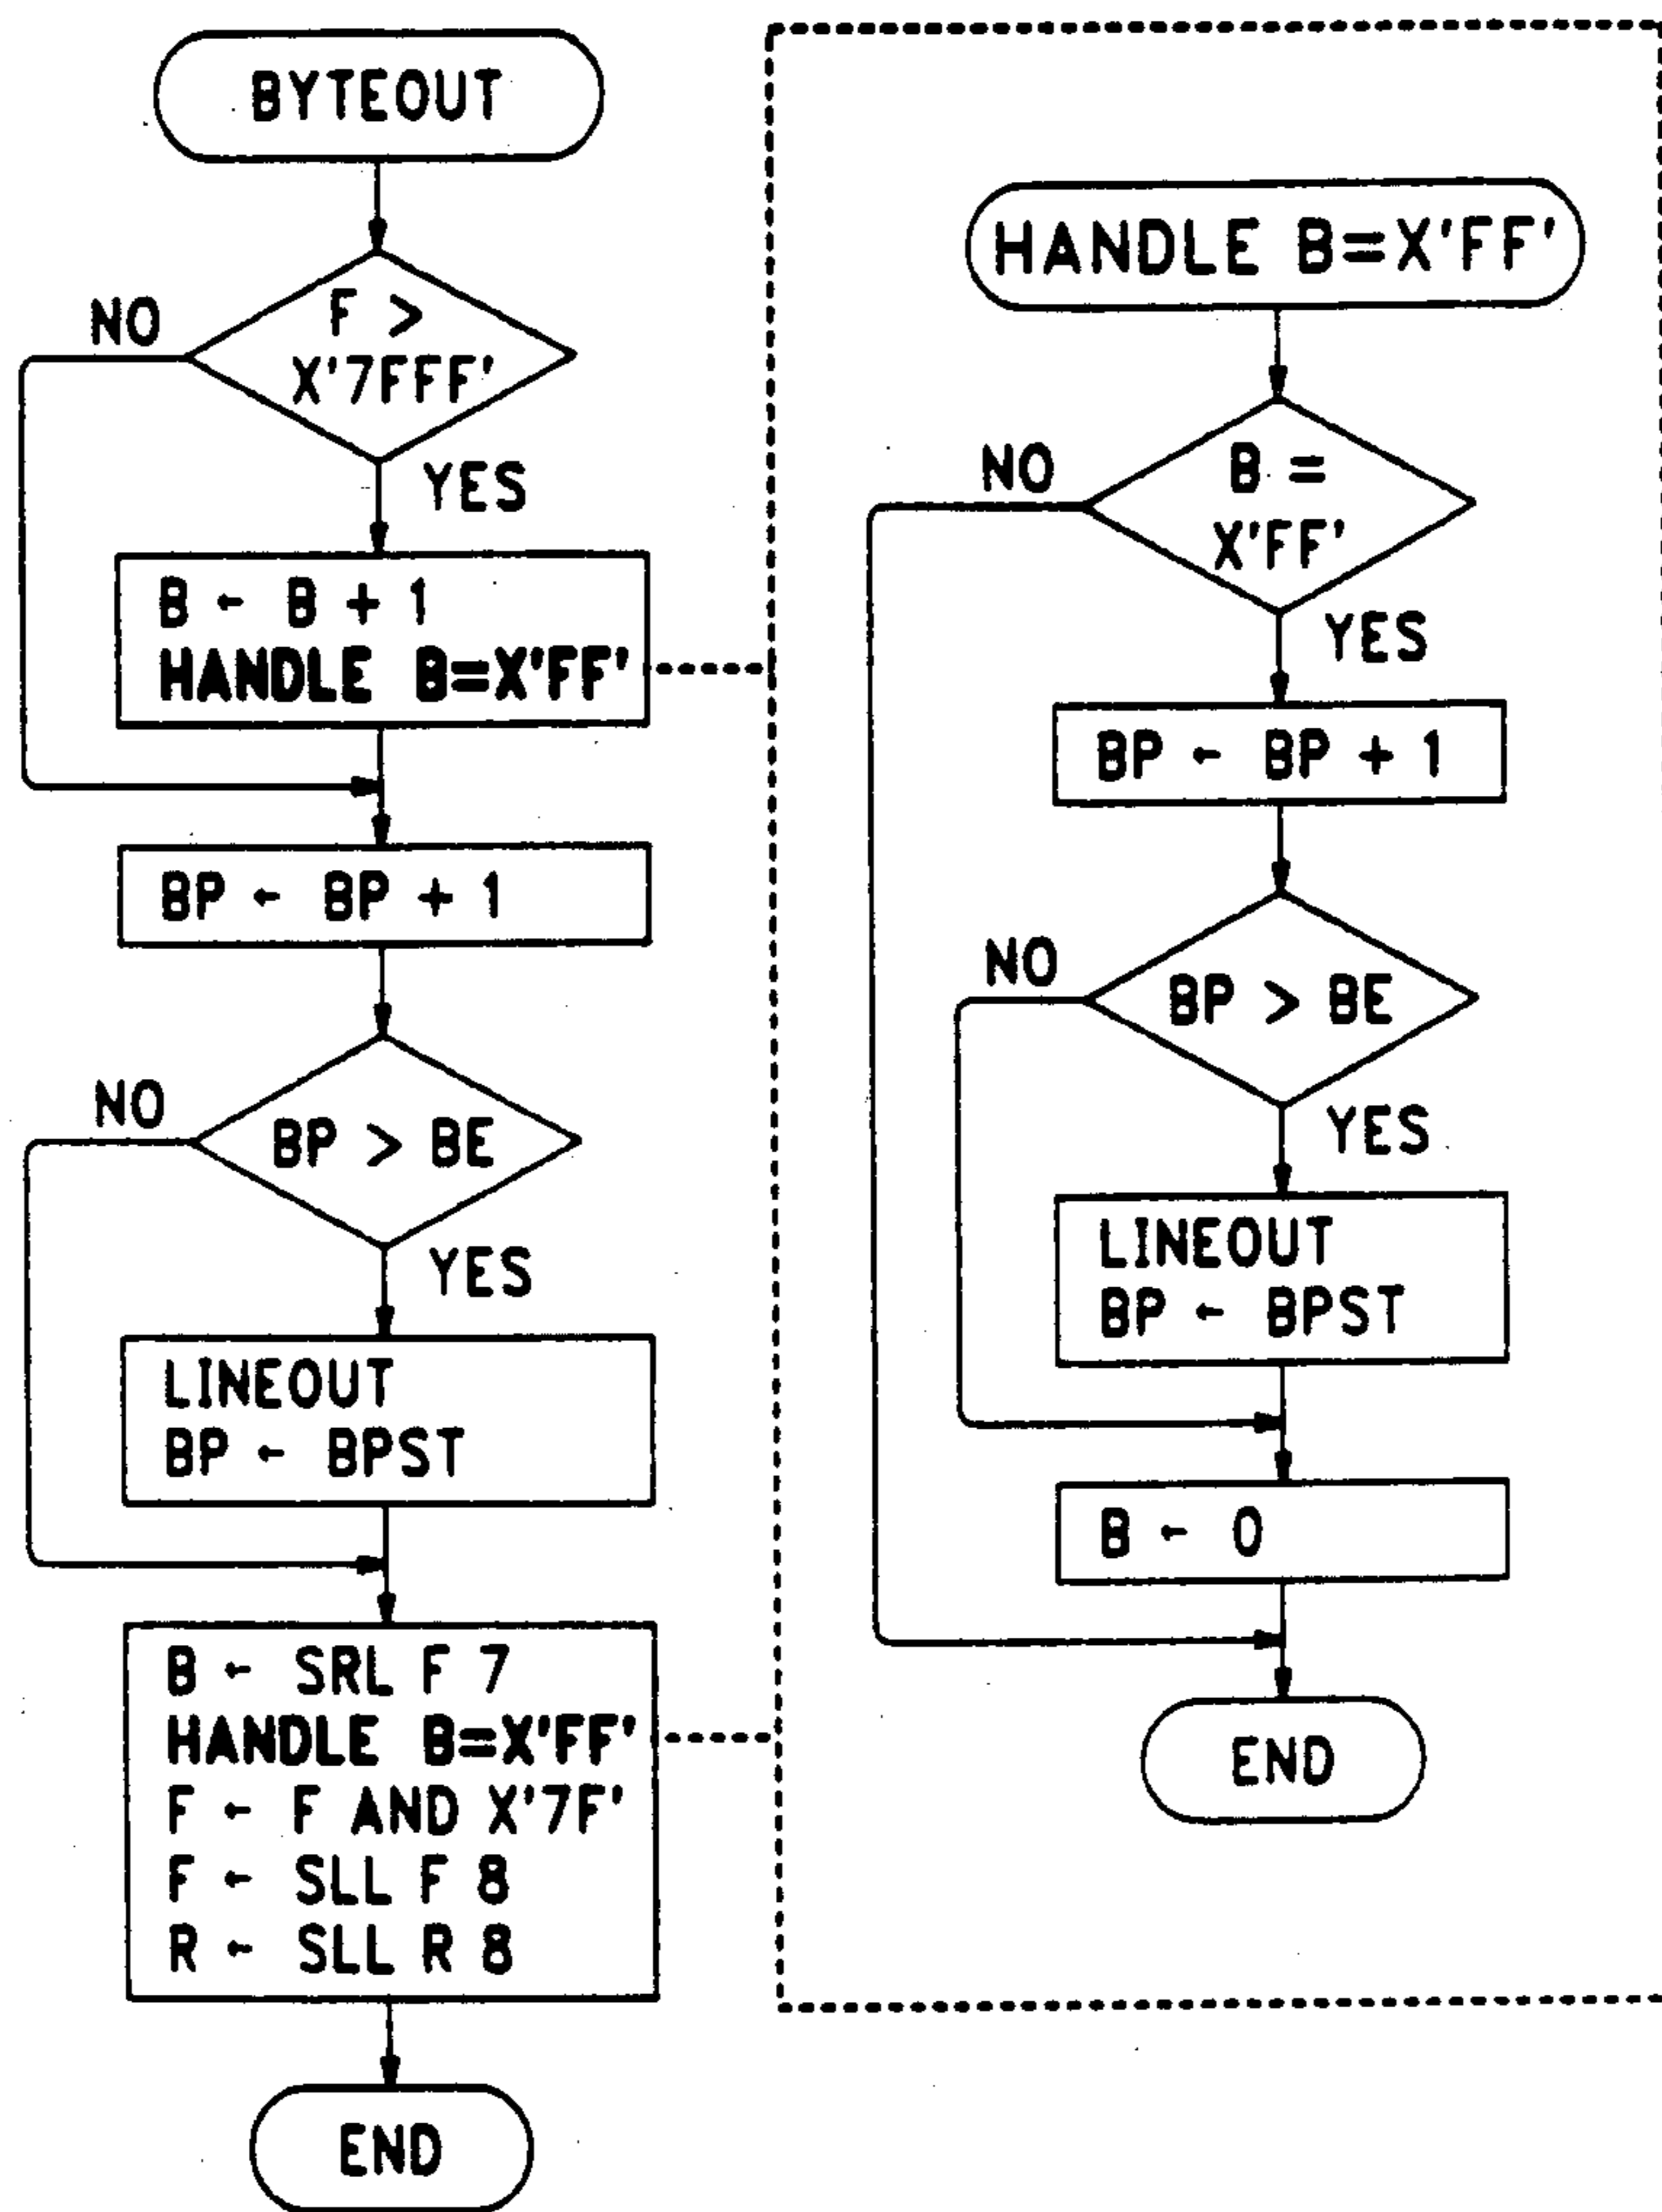 BYTEOUT
F >
X'7FFF'
NO
YES
B ← B + 1
HANDLE B=X'FF'
BP ← BP + 1
BP > BE
NO
YES
LINEOUT
BP ← BPST
B ← SRL F 7
HANDLE B=X'FF'
F ← F AND X'7F'
F ← SLL F 8
R ← SLL R 8
END
HANDLE B=X'FF'
B =
X'FF'
NO
YES
BP ← BP + 1
BP > BE
NO
YES
LINEOUT
BP ← BPST
B ← 0
END